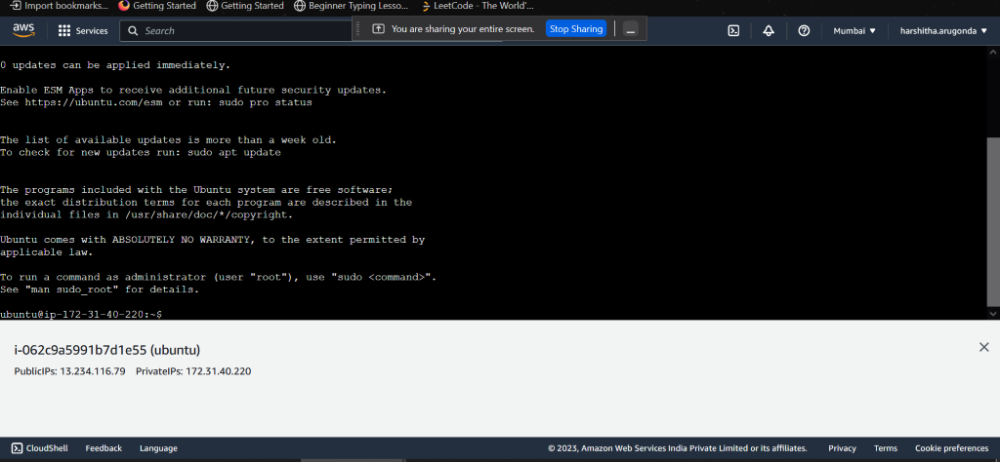 Import bookmarks...
Getting Started
Getting Started
Beginner Typing Lesso...
LeetCode - The World'...
aws
Services
Search
You are sharing your entire screen.
Stop Sharing
Mumbai
harshitha.arugonda
0 updates can be applied immediately.
Enable ESM Apps to receive additional future security updates.
See https://ubuntu.com/esm or run: sudo pro status
The list of available updates is more than a week old.
To check for new updates run: sudo apt update
The programs included with the Ubuntu system are free software;
the exact distribution terms for each program are described in the
individual files in /usr/share/doc/*/copyright.
Ubuntu comes with ABSOLUTELY NO WARRANTY, to the extent permitted by
applicable law.
To run a command as administrator (user "root"), use "sudo <command>".
See "man sudo_root" for details.
ubuntu@ip-172-31-40-220:~$
i-062c9a5991b7d1e55 (ubuntu)
PublicIPs: 13.234.116.79 PrivateIPs: 172.31.40.220
CloudShell
Feedback
Language
© 2023, Amazon Web Services India Private Limited or its affiliates.
Privacy
Terms
Cookie preferences